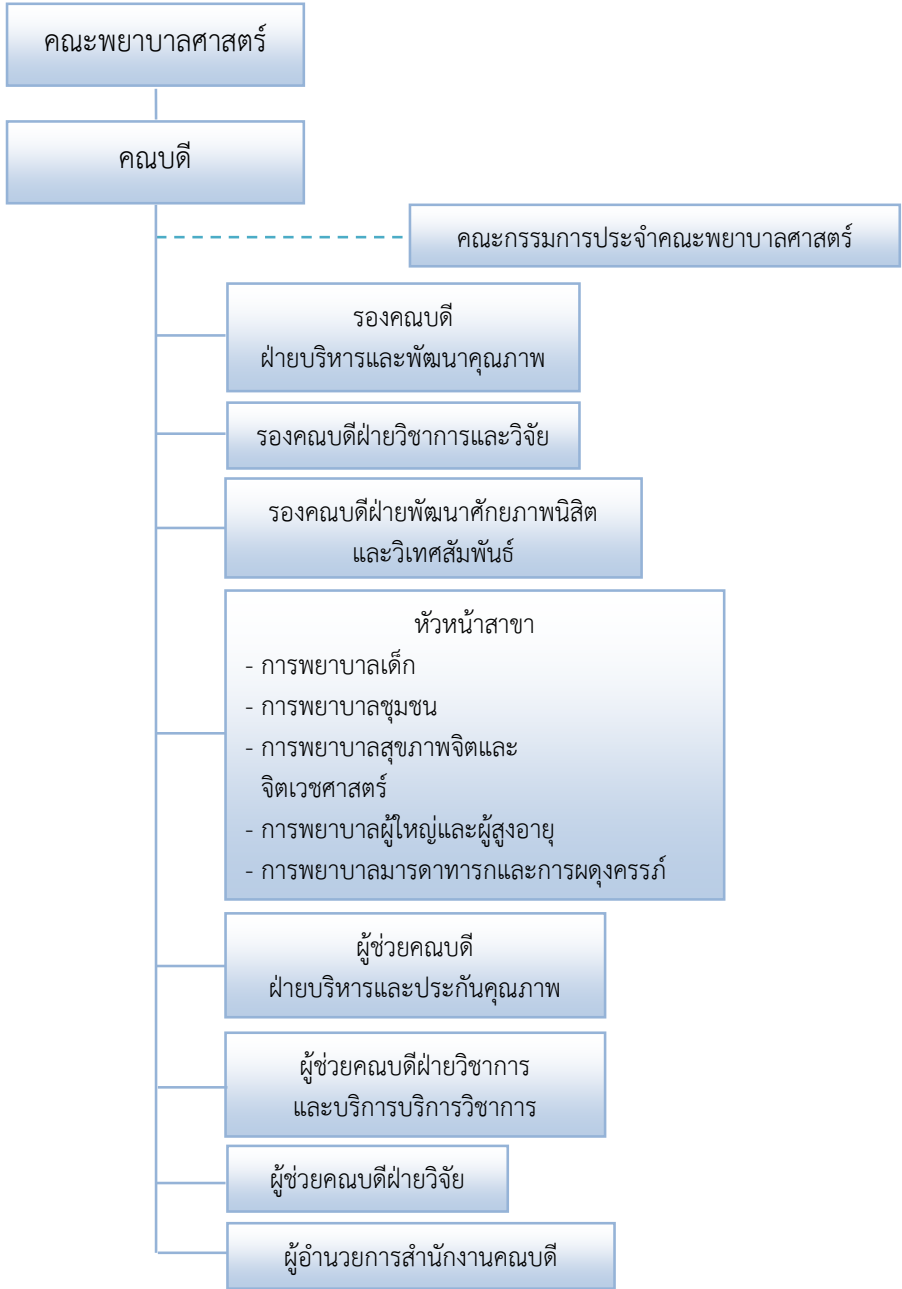 คณะพยาบาลศาสตร์
คณบดี
คณะกรรมการประจำคณะพยาบาลศาสตร์
รองคณบดี
ฝ่ายบริหารและพัฒนาคุณภาพ
รองคณบดีฝ่ายวิชาการและวิจัย
รองคณบดีฝ่ายพัฒนาศักยภาพนิสิต
และวิเทศสัมพันธ์
หัวหน้าสาขา
- การพยาบาลเด็ก
- การพยาบาลชุมชน
- การพยาบาลสุขภาพจิตและ
จิตเวชศาสตร์
- การพยาบาลผู้ใหญ่และผู้สูงอายุ
- การพยาบาลมารดาทารกและการผดุงครรภ์
ผู้ช่วยคณบดี
ฝ่ายบริหารและประกันคุณภาพ
ผู้ช่วยคณบดีฝ่ายวิชาการ
และบริการบริการวิชาการ
ผู้ช่วยคณบดีฝ่ายวิจัย
ผู้อำนวยการสำนักงานคณบดี